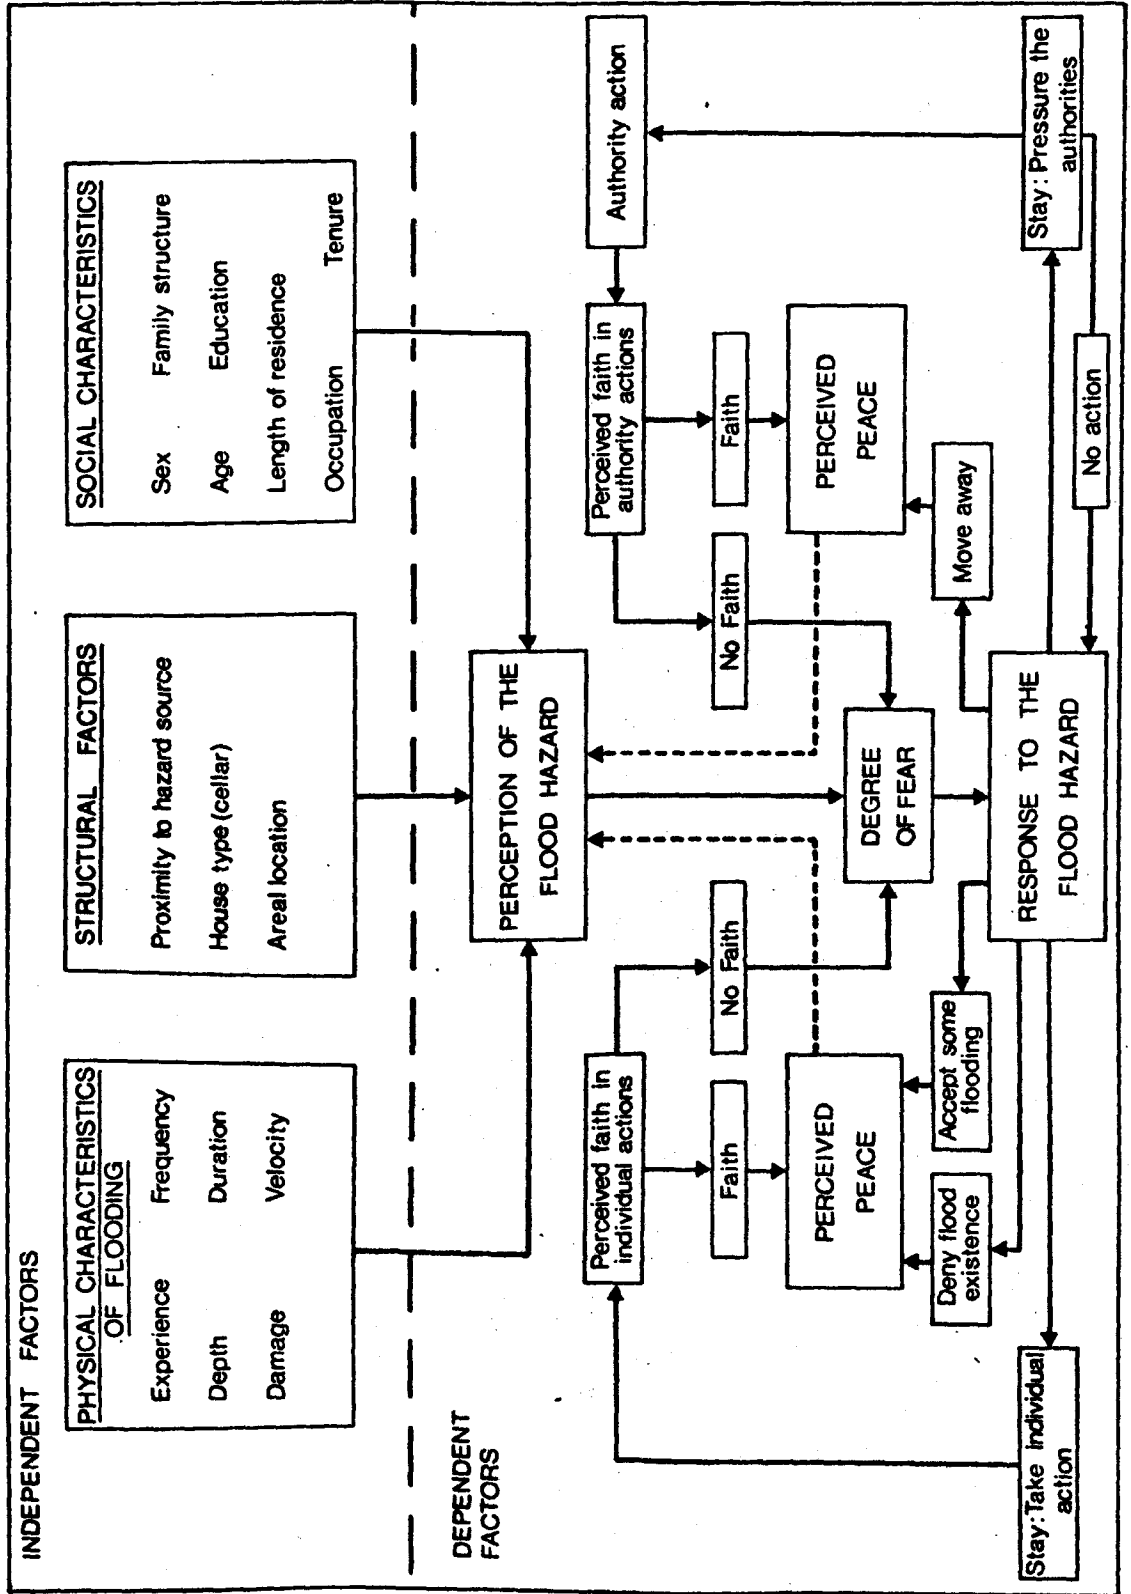 INDEPENDENT FACTORS
PHYSICAL CHARACTERISTICS
OF FLOODING
Experience Frequency
Depth Duration
Damage Velocity
STRUCTURAL FACTORS
Proximity to hazard source
House type (cellar)
Areal location
SOCIAL CHARACTERISTICS
Sex Family structure
Age Education
Length of residence
Occupation Tenure
DEPENDENT
FACTORS
PERCEPTION OF THE
FLOOD HAZARD
Perceived faith in
individual actions
Perceived faith in
authority actions
Authority action
Faith
No Faith
No Faith
Faith
PERCEIVED
PEACE
DEGREE
OF FEAR
PERCEIVED
PEACE
Deny flood
existence
Accept some
flooding
Move away
Stay: Take individual
action
RESPONSE TO THE
FLOOD HAZARD
Stay: Pressure the
authorities
No action